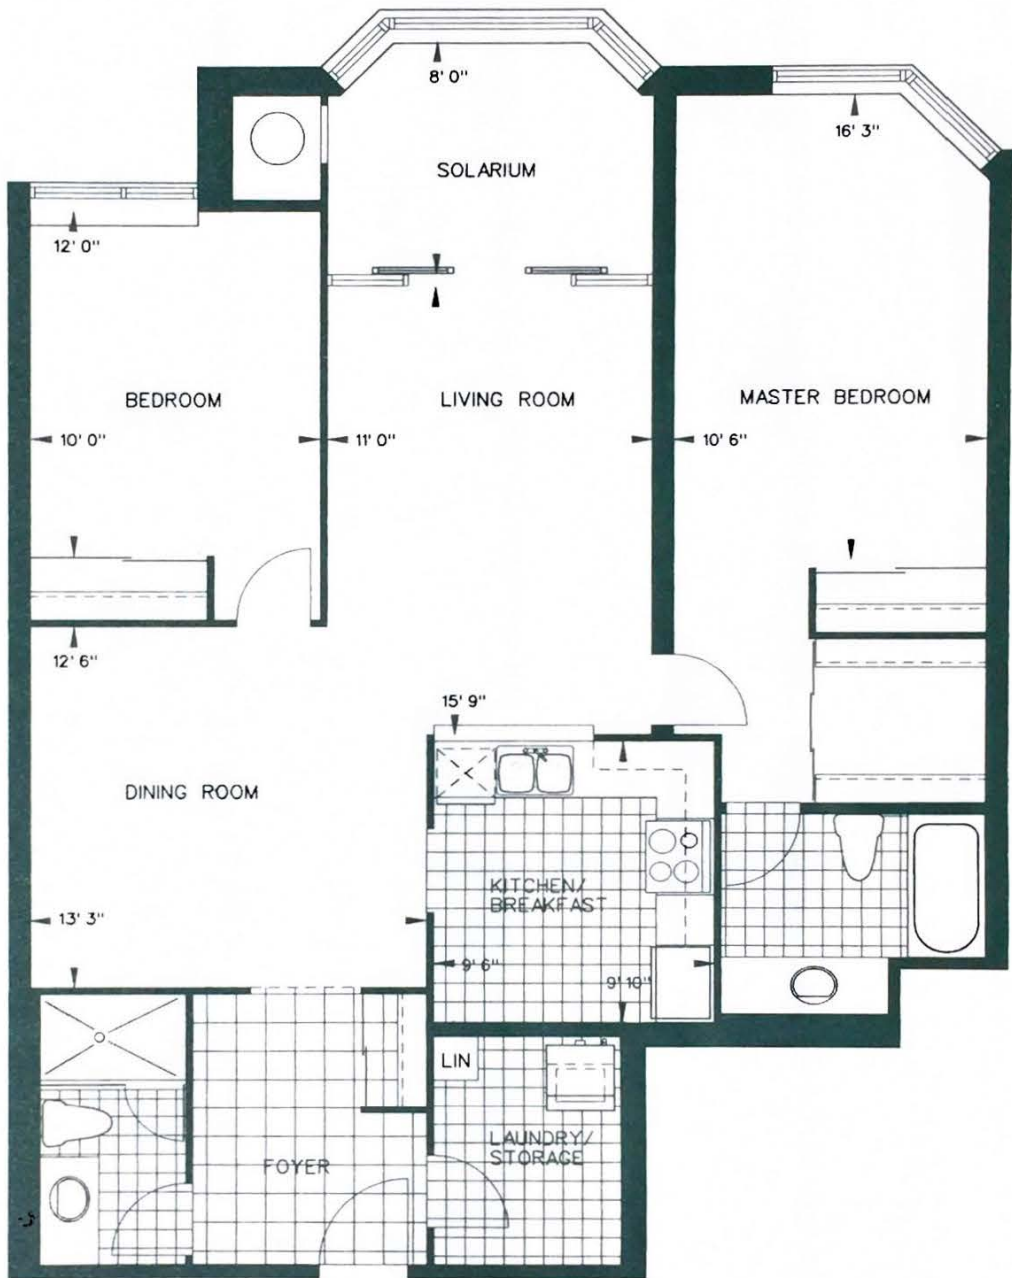 8' 0"
16' 3"
SOLARIUM
12' 0"
BEDROOM
LIVING ROOM
MASTER BEDROOM
10' 0"
11' 0"
10' 6"
12' 6"
15' 9"
DINING ROOM
KITCHEN/
BREAKFAST
13' 3"
9' 6"
9' 10"
LIN
LAUNDRY/
STORAGE
FOYER